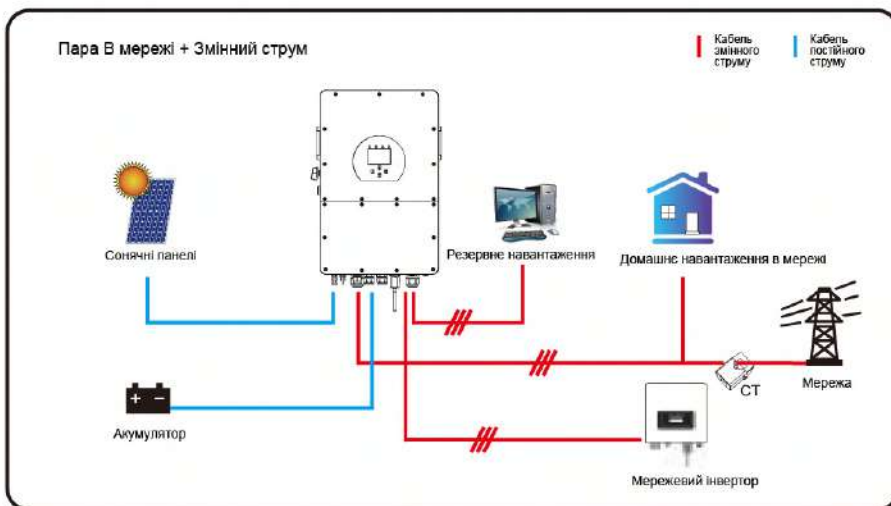 Пара В мережі + Змінний струм
Кабель
змінного
струму
Кабель
постійного
струму
Сонячні панелі
Резервне навантаження
Домашнє навантаження в мережі
CT
Мережа
Акумулятор
Мережевий інвертор